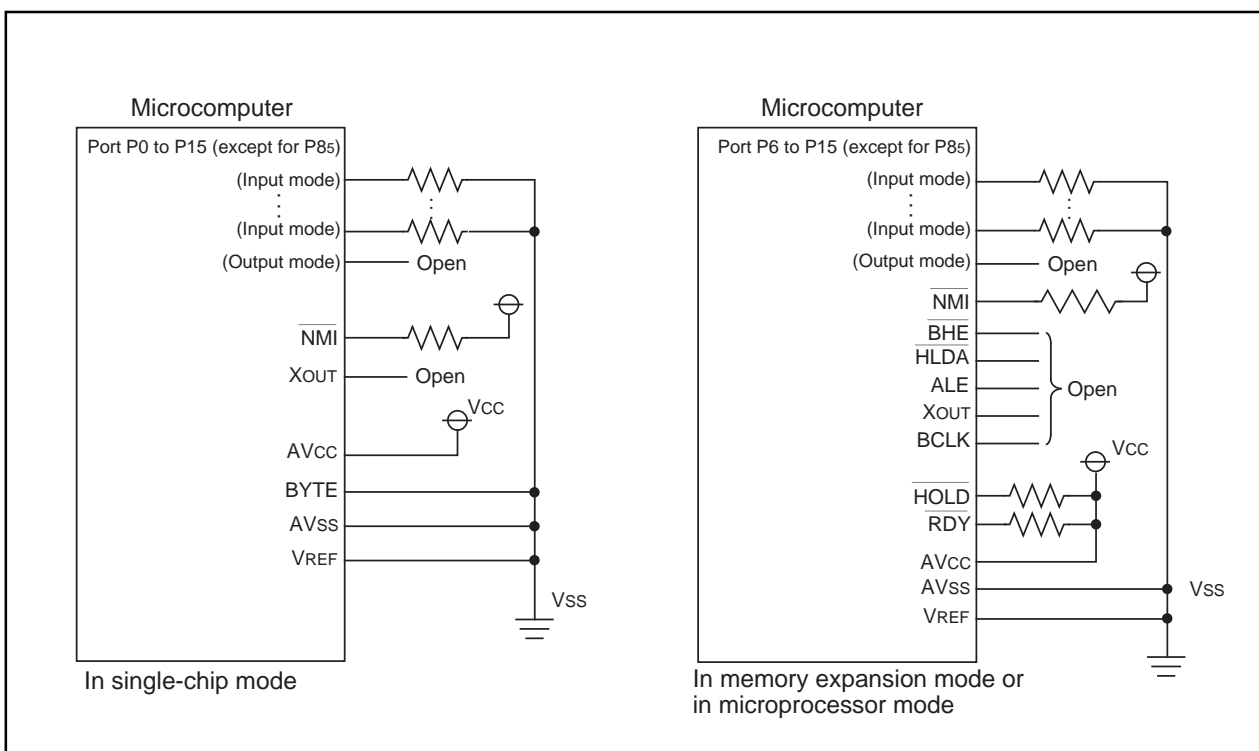 Microcomputer
Port P0 to P15 (except for P85)
(Input mode)
(Input mode)
(Output mode)
Open
NMI
XOUT
Open
VCC
AVCC
BYTE
AVSS
VREF
VSS
In single-chip mode
Microcomputer
Port P6 to P15 (except for P85)
(Input mode)
(Input mode)
(Output mode)
Open
NMI
BHE
HLDA
ALE
XOUT
BCLK
Open
VCC
HOLD
RDY
AVCC
AVSS
VREF
VSS
In memory expansion mode or
in microprocessor mode